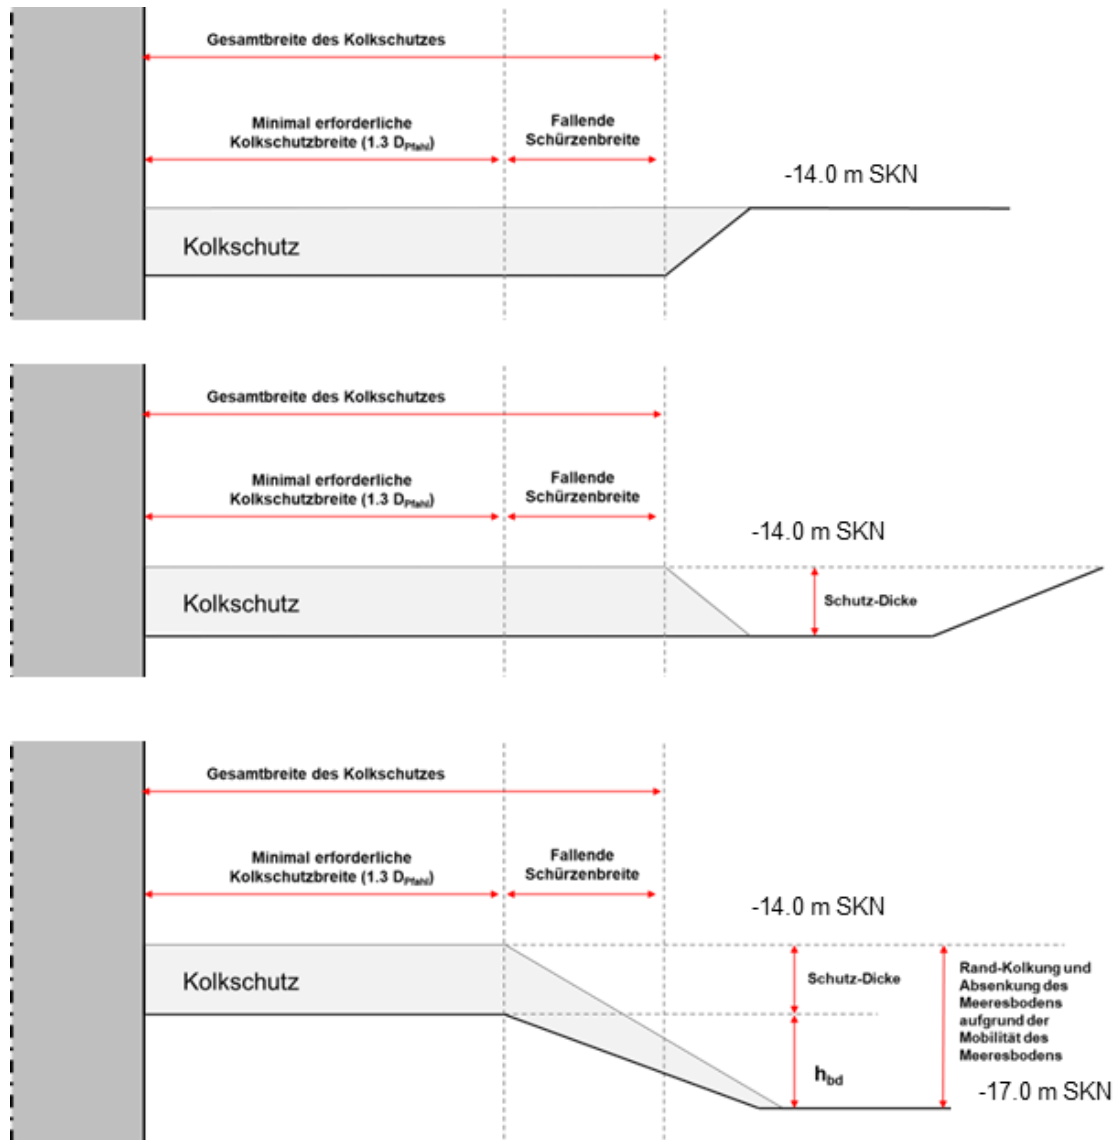 Gesamtbreite des Kolkschutzes
Minimal erforderliche
Kolkschutzbreite (1.3 DPfahl)
Fallende
Schürzenbreite
-14.0 m SKN
Kolkschutz
Gesamtbreite des Kolkschutzes
Minimal erforderliche
Kolkschutzbreite (1.3 DPfahl)
Fallende
Schürzenbreite
-14.0 m SKN
Schutz-Dicke
Kolkschutz
Gesamtbreite des Kolkschutzes
Minimal erforderliche
Kolkschutzbreite (1.3 DPfahl)
Fallende
Schürzenbreite
-14.0 m SKN
Kolkschutz
Schutz-Dicke
Rand-Kolkung und
Absenkung des
Meeresbodens
aufgrund der
Mobilität des
Meeresbodens
hbd
-17.0 m SKN